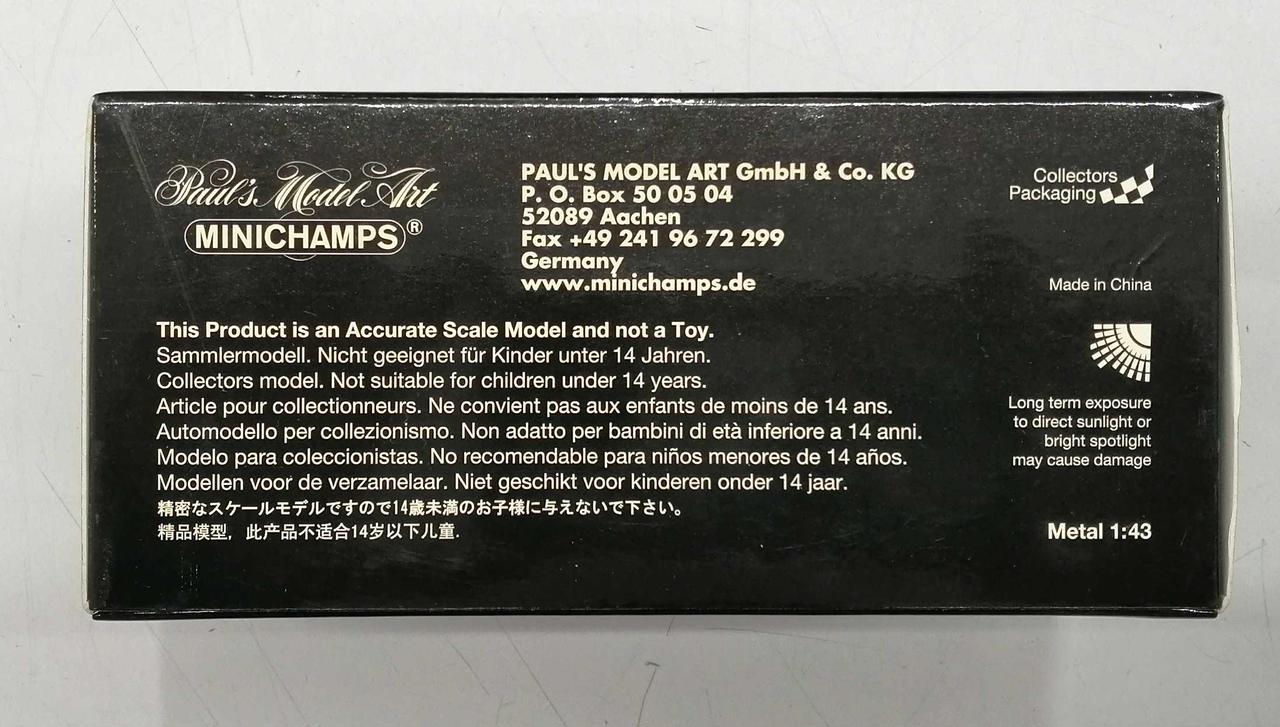 Paul's Model Art
MINICHAMPS®
PAUL'S MODEL ART GmbH & Co. KG
P. O. Box 50 05 04
52089 Aachen
Fax +49 241 96 72 299
Germany
www.minichamps.de
Collectors
Packaging
Made in China
This Product is an Accurate Scale Model and not a Toy.
Sammlermodell. Nicht geeignet für Kinder unter 14 Jahren.
Collectors model. Not suitable for children under 14 years.
Article pour collectionneurs. Ne convient pas aux enfants de moins de 14 ans.
Automodello per collezionismo. Non adatto per bambini di età inferiore a 14 anni.
Modelo para coleccionistas. No recomendable para niños menores de 14 años.
Modellen voor de verzamelaar. Niet geschikt voor kinderen onder 14 jaar.
精密なスケールモデルですので14歳未満のお子様に与えないで下さい。
精品模型，此产品不适合14岁以下儿童.
Long term exposure
to direct sunlight or
bright spotlight
may cause damage
Metal 1:43